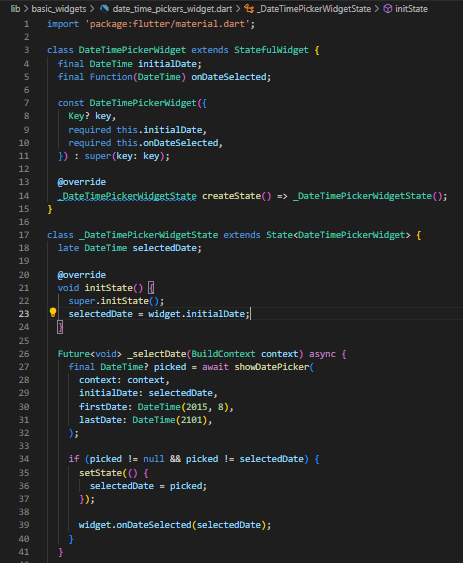 lib > basic_widgets > date_time_pickers_widget.dart > _DateTimePickerWidgetState > initState
1 import 'package:flutter/material.dart';
2
3 class DateTimePickerWidget extends StatefulWidget {
4 final DateTime initialDate;
5 final Function(DateTime) onDateSelected;
6
7 const DateTimePickerWidget({
8 Key? key,
9 required this.initialDate,
10 required this.onDateSelected,
11 }) : super(key: key);
12
13 @override
14 _DateTimePickerWidgetState createState() => _DateTimePickerWidgetState();
15 }
16
17 class _DateTimePickerWidgetState extends State<DateTimePickerWidget> {
18 late DateTime selectedDate;
19
20 @override
21 void initState() {
22 super.initState();
23 selectedDate = widget.initialDate;
24 }
25
26 Future<void> _selectDate(BuildContext context) async {
27 final DateTime? picked = await showDatePicker(
28 context: context,
29 initialDate: selectedDate,
30 firstDate: DateTime(2015, 8),
31 lastDate: DateTime(2101),
32 );
33
34 if (picked != null && picked != selectedDate) {
35 setState(() {
36 selectedDate = picked;
37 });
38
39 widget.onDateSelected(selectedDate);
40 }
41 }